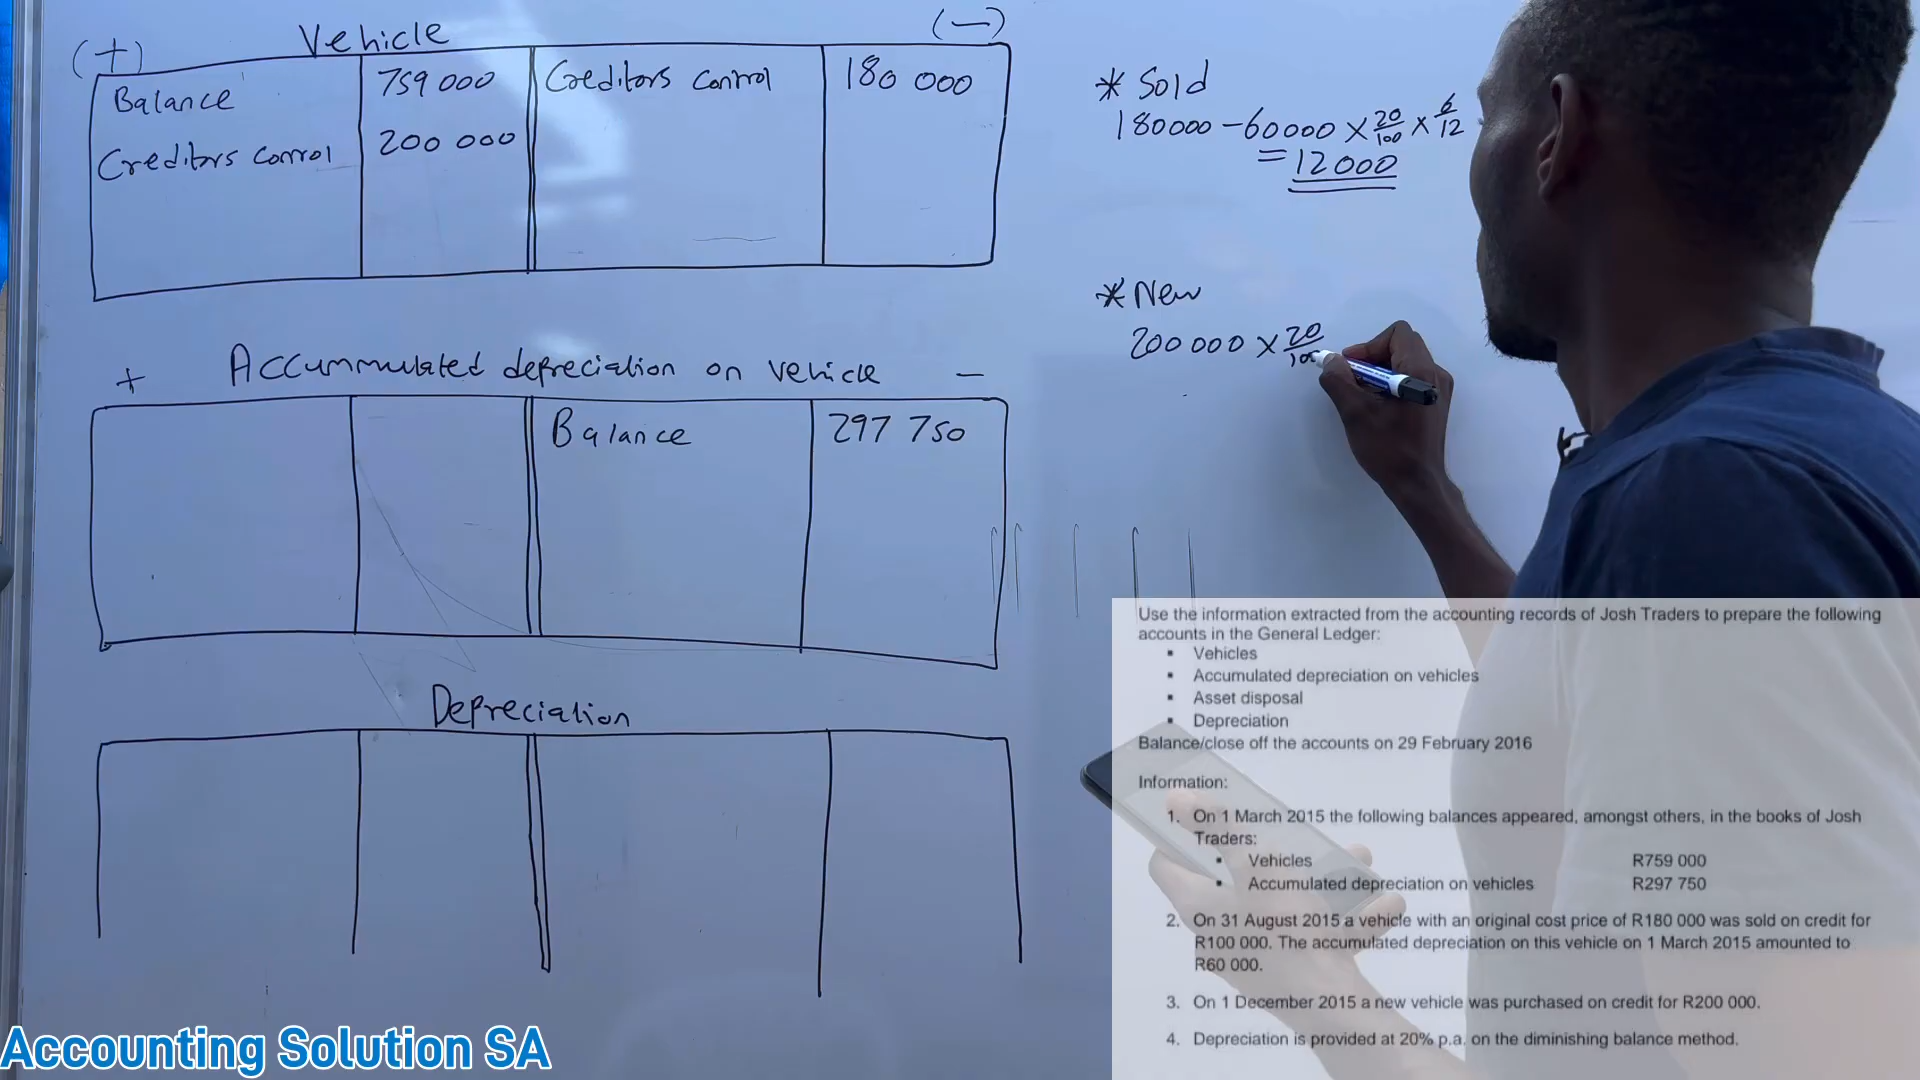 (+) Vehicle (—)
Balance 759 000 Creditors control 180 000
Creditors control 200 000
+ Accummulated depreciation on vehicle —
Balance 297 750
Depreciation
* Sold
180000 - 60000 × 20/100 × 6/12
= 12000
* New
200 000 × 20/100
Use the information extracted from the accounting records of Josh Traders to prepare the following
accounts in the General Ledger:
▪ Vehicles
▪ Accumulated depreciation on vehicles
▪ Asset disposal
▪ Depreciation
Balance/close off the accounts on 29 February 2016
Information:
1. On 1 March 2015 the following balances appeared, amongst others, in the books of Josh
Traders:
▪ Vehicles R759 000
▪ Accumulated depreciation on vehicles R297 750
2. On 31 August 2015 a vehicle with an original cost price of R180 000 was sold on credit for
R100 000. The accumulated depreciation on this vehicle on 1 March 2015 amounted to
R60 000.
3. On 1 December 2015 a new vehicle was purchased on credit for R200 000.
4. Depreciation is provided at 20% p.a. on the diminishing balance method.
Accounting Solution SA